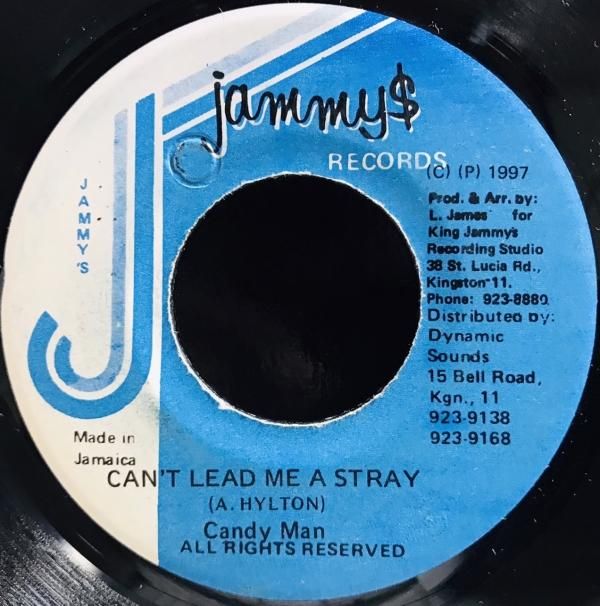 jammy$
RECORDS
(C) (P) 1997
JAMMY'S
Prod. & Arr. by:
L. James for
King Jammy's
Recording Studio
38 St. Lucia Rd.,
Kingston 11.
Phone: 923-8880
Distributed by:
Dynamic
Sounds
15 Bell Road,
Kgn., 11
923-9138
923-9168
Made in
Jamaica
CAN'T LEAD ME A STRAY
(A. HYLTON)
Candy Man
ALL RIGHTS RESERVED